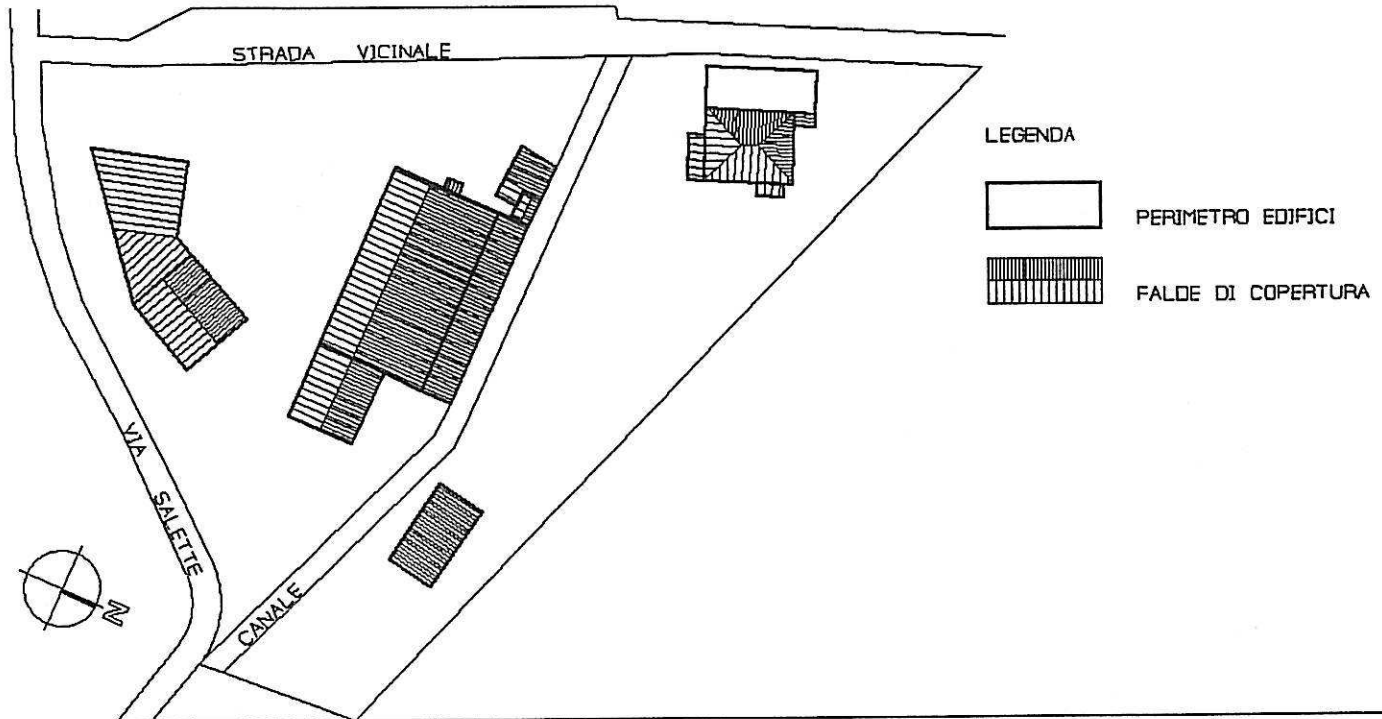 STRADA VICINALE
LEGENDA
PERIMETRO EDIFICI
FALDE DI COPERTURA
VIA SALETTE
CANALE
N